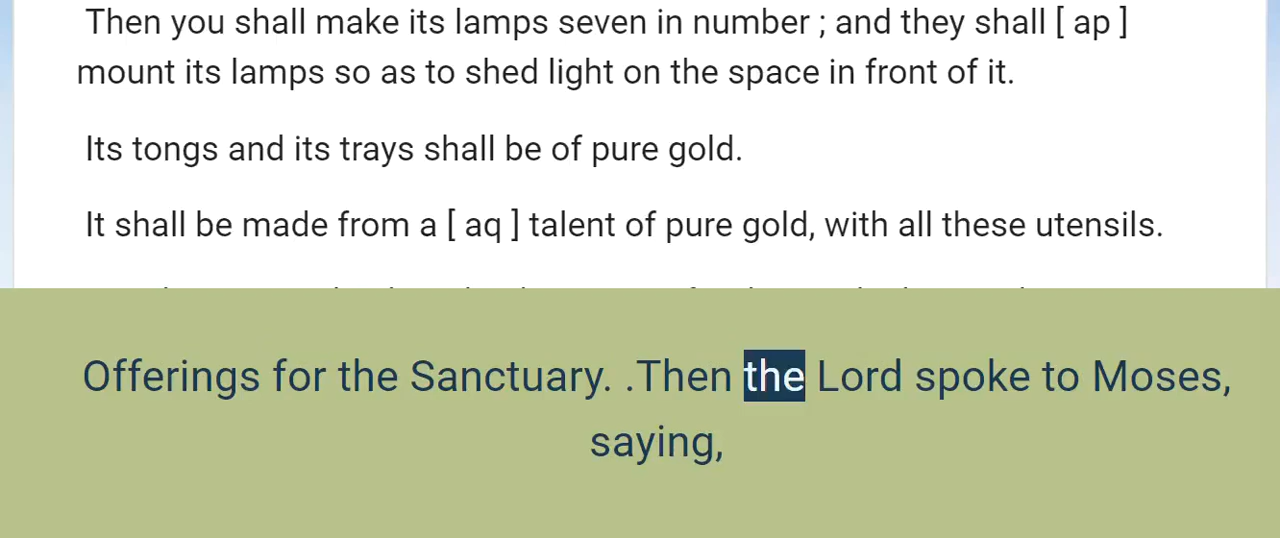 Then you shall make its lamps seven in number ; and they shall [ ap ]
mount its lamps so as to shed light on the space in front of it.
Its tongs and its trays shall be of pure gold.
It shall be made from a [ aq ] talent of pure gold, with all these utensils.
Offerings for the Sanctuary. .Then the Lord spoke to Moses,
saying,